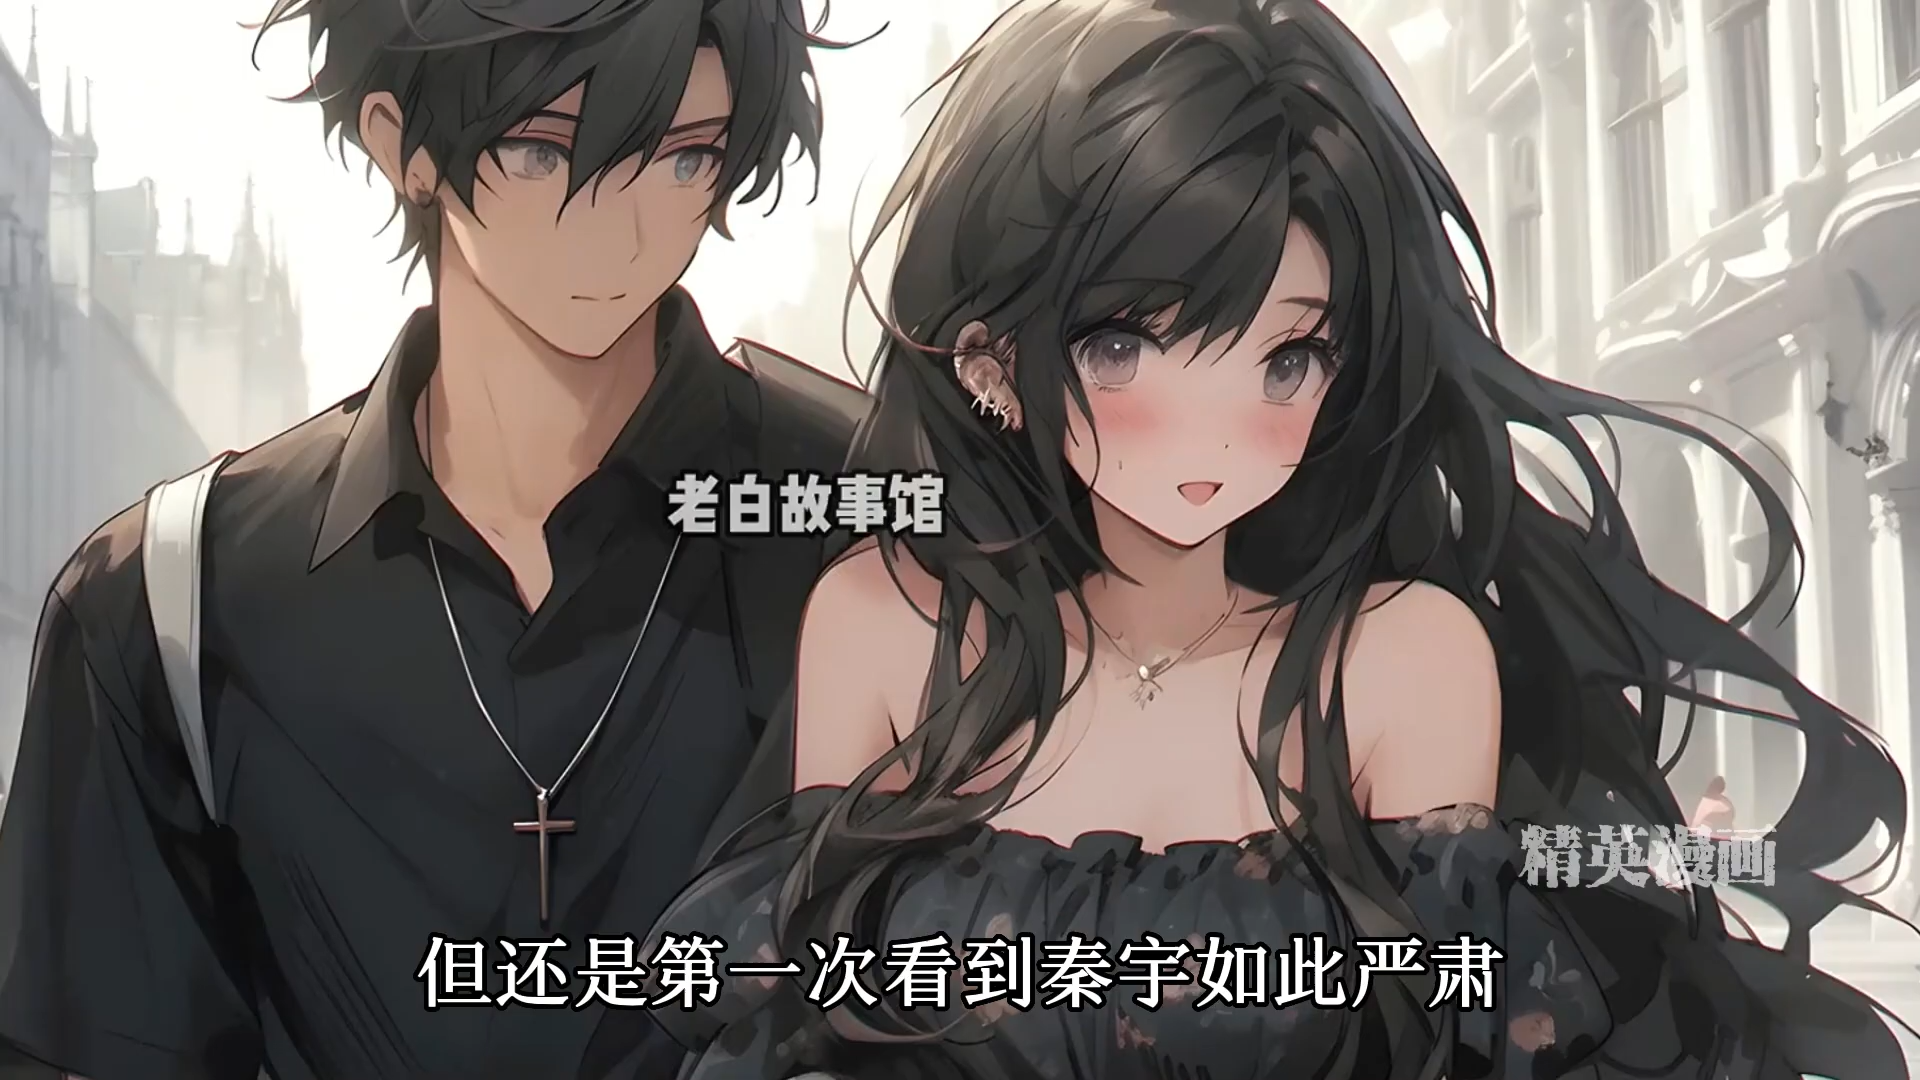 老白故事馆
精英漫画
但还是第一次看到秦宇如此严肃